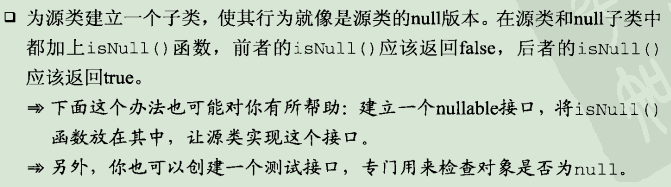 ❑ 为源类建立一个子类，使其行为就像是源类的null版本。在源类和null子类中
都加上isNull()函数，前者的isNull()应该返回false，后者的isNull()
应该返回true。
⇒ 下面这个办法也可能对你有所帮助：建立一个nullable接口，将isNull()
函数放在其中，让源类实现这个接口。
⇒ 另外，你也可以创建一个测试接口，专门用来检查对象是否为null。